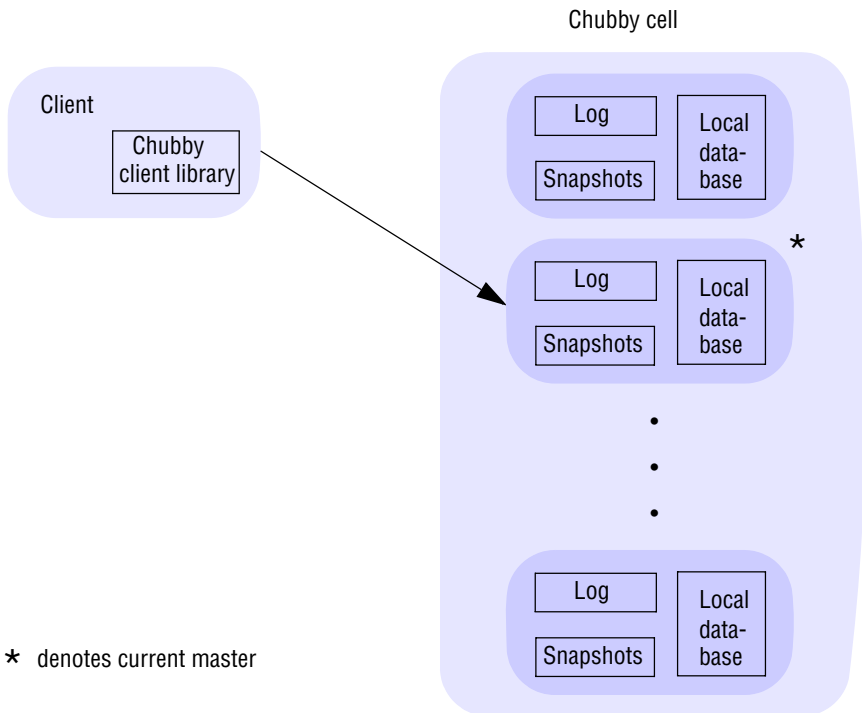 Chubby cell
Client
Chubby
client library
Log
Snapshots
Local
data-
base
*
Log
Snapshots
Local
data-
base
Log
Snapshots
Local
data-
base
* denotes current master